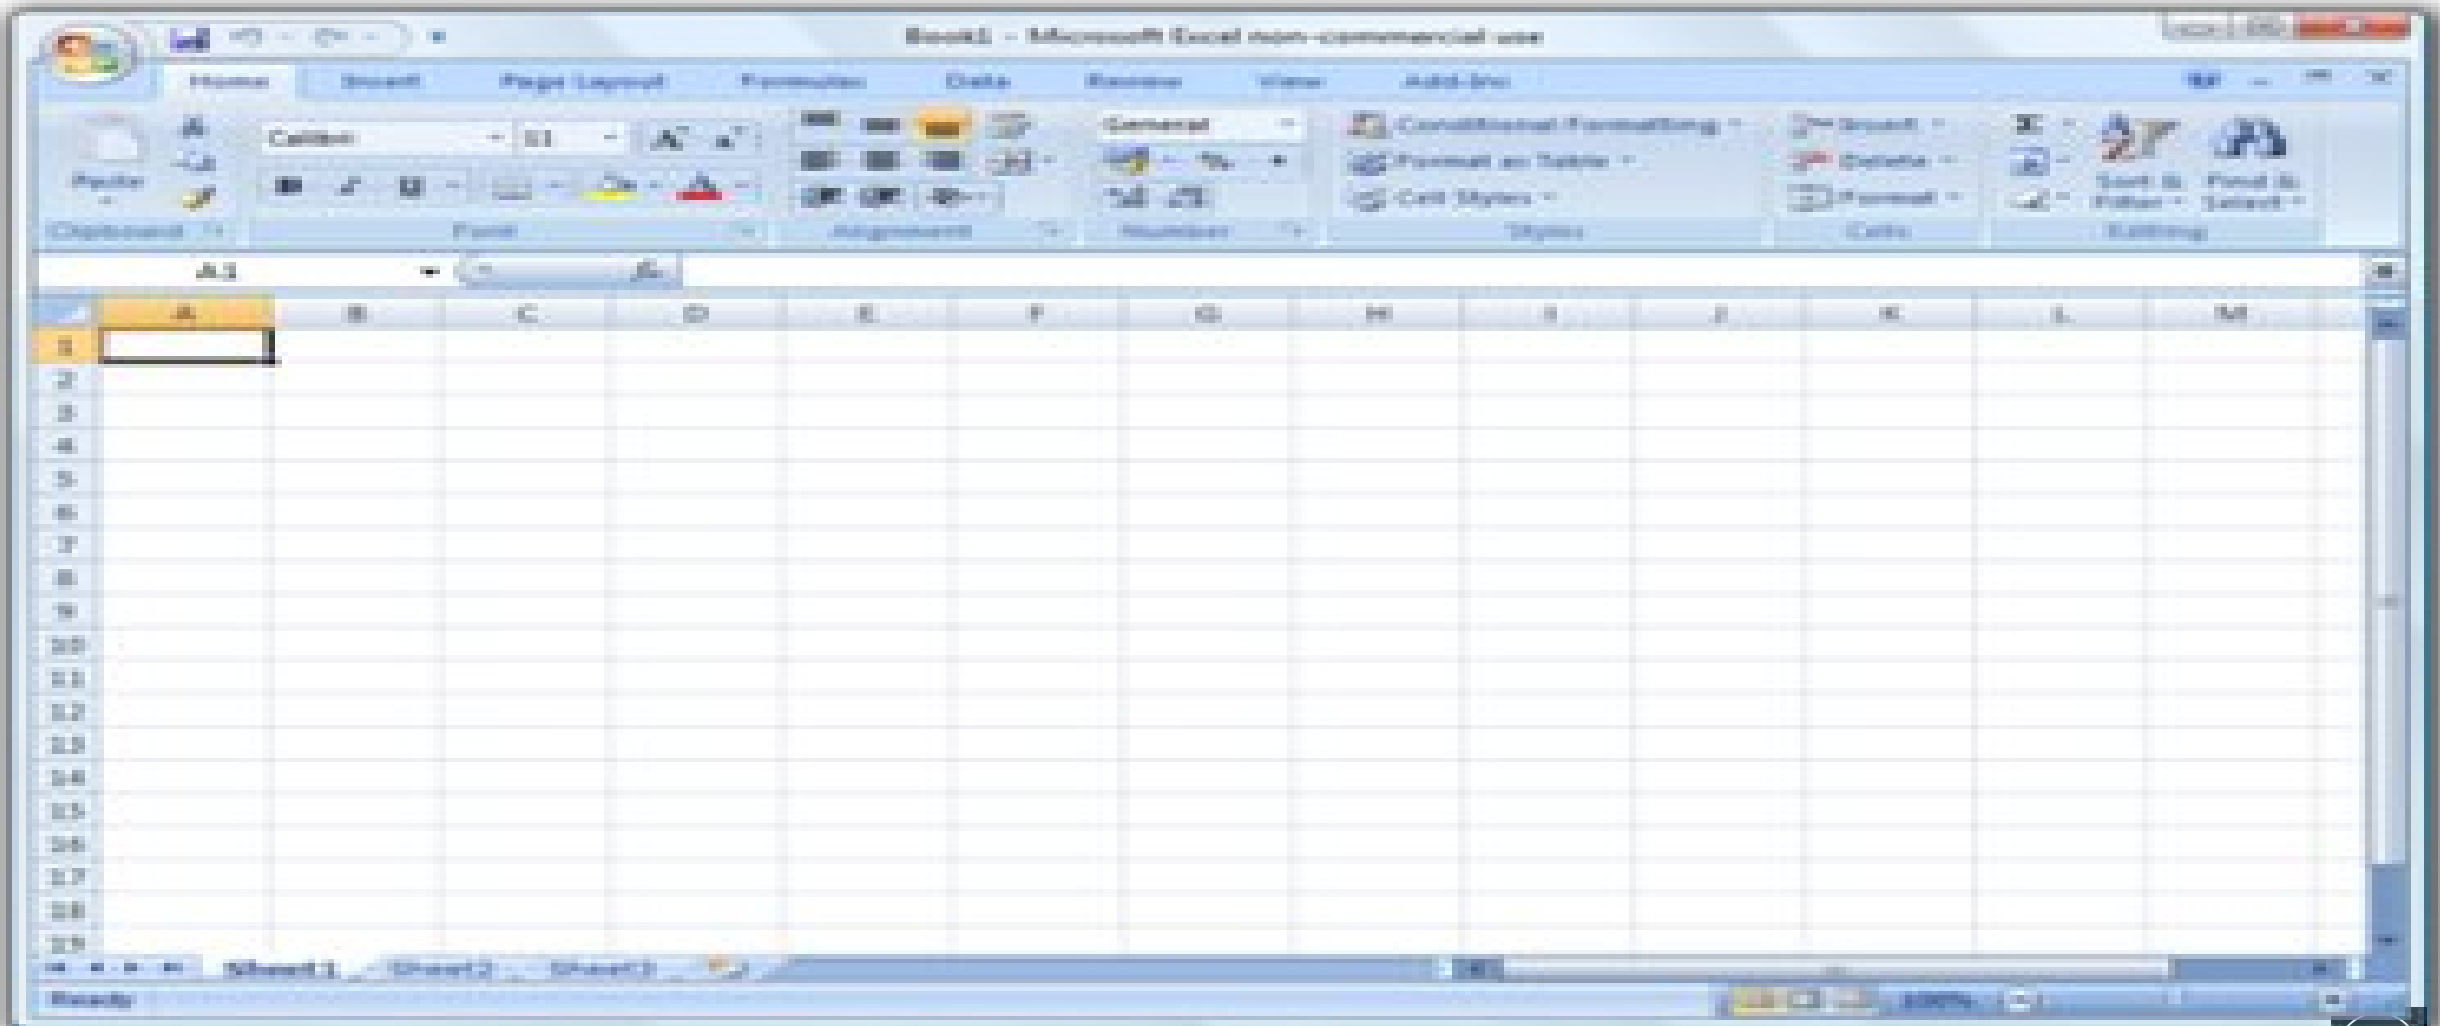 Book1 - Microsoft Excel non-commercial use
Home Insert Page Layout Formulas Data Review View Add-Ins
Calibri 11 General Conditional Formatting Insert Σ
Format as Table Delete
Paste B I U A % Cell Styles Format Sort & Filter Find & Select
Clipboard Font Alignment Number Styles Cells Editing
A1 fx
A B C D E F G H I J K L M
1
2
3
4
5
6
7
8
9
10
11
12
13
14
15
16
17
18
19
Sheet1 Sheet2 Sheet3
Ready 100%